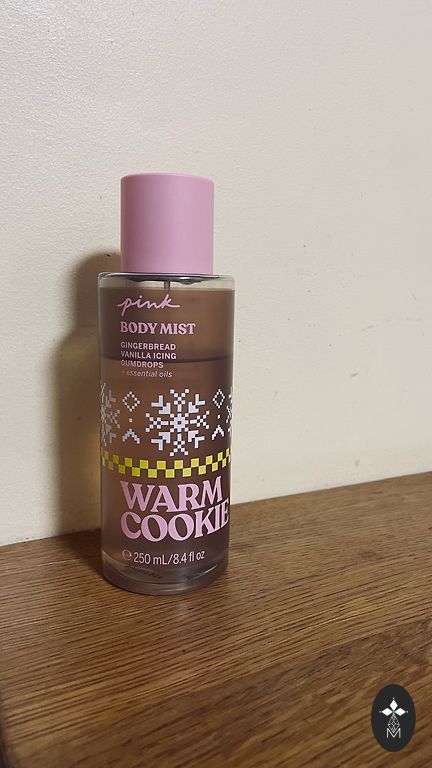 pink
BODY MIST
GINGERBREAD
VANILLA ICING
GUMDROPS
+ essential oils
WARM
COOKIE
℮ 250 mL/8.4 fl oz
M